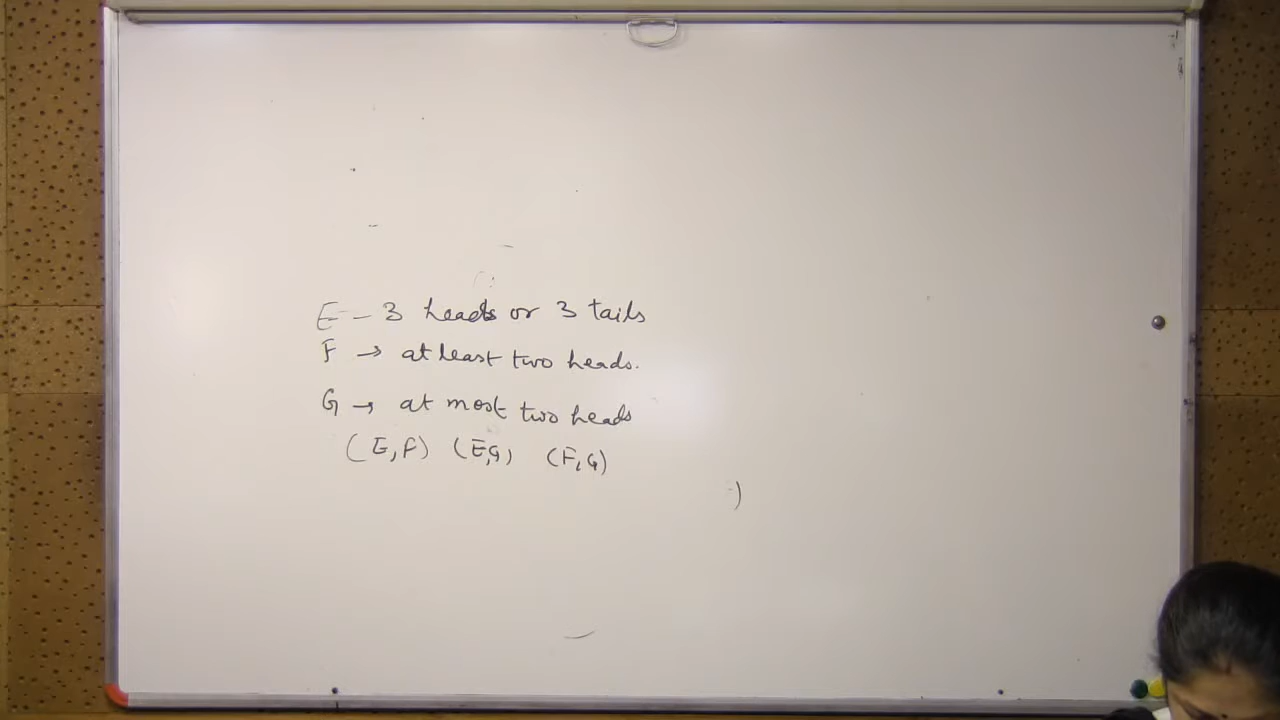 E - 3 heads or 3 tails
F → at least two heads.
G → at most two heads
(E,F) (E,G) (F,G)
)